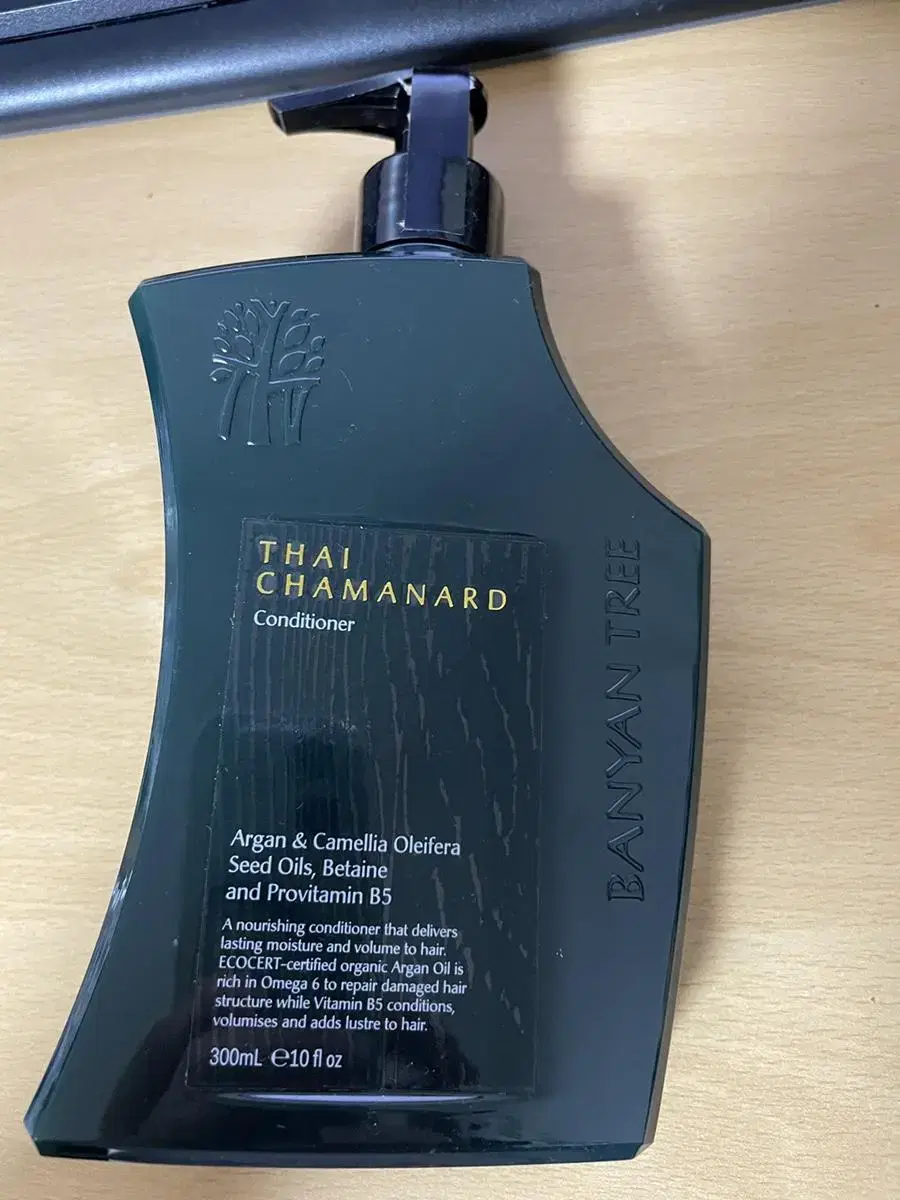 THAI
CHAMANARD
Conditioner
Argan & Camellia Oleifera
Seed Oils, Betaine
and Provitamin B5
A nourishing conditioner that delivers
lasting moisture and volume to hair.
ECOCERT-certified organic Argan Oil is
rich in Omega 6 to repair damaged hair
structure while Vitamin B5 conditions,
volumises and adds lustre to hair.
300mL ℮10 fl oz
BANYAN TREE